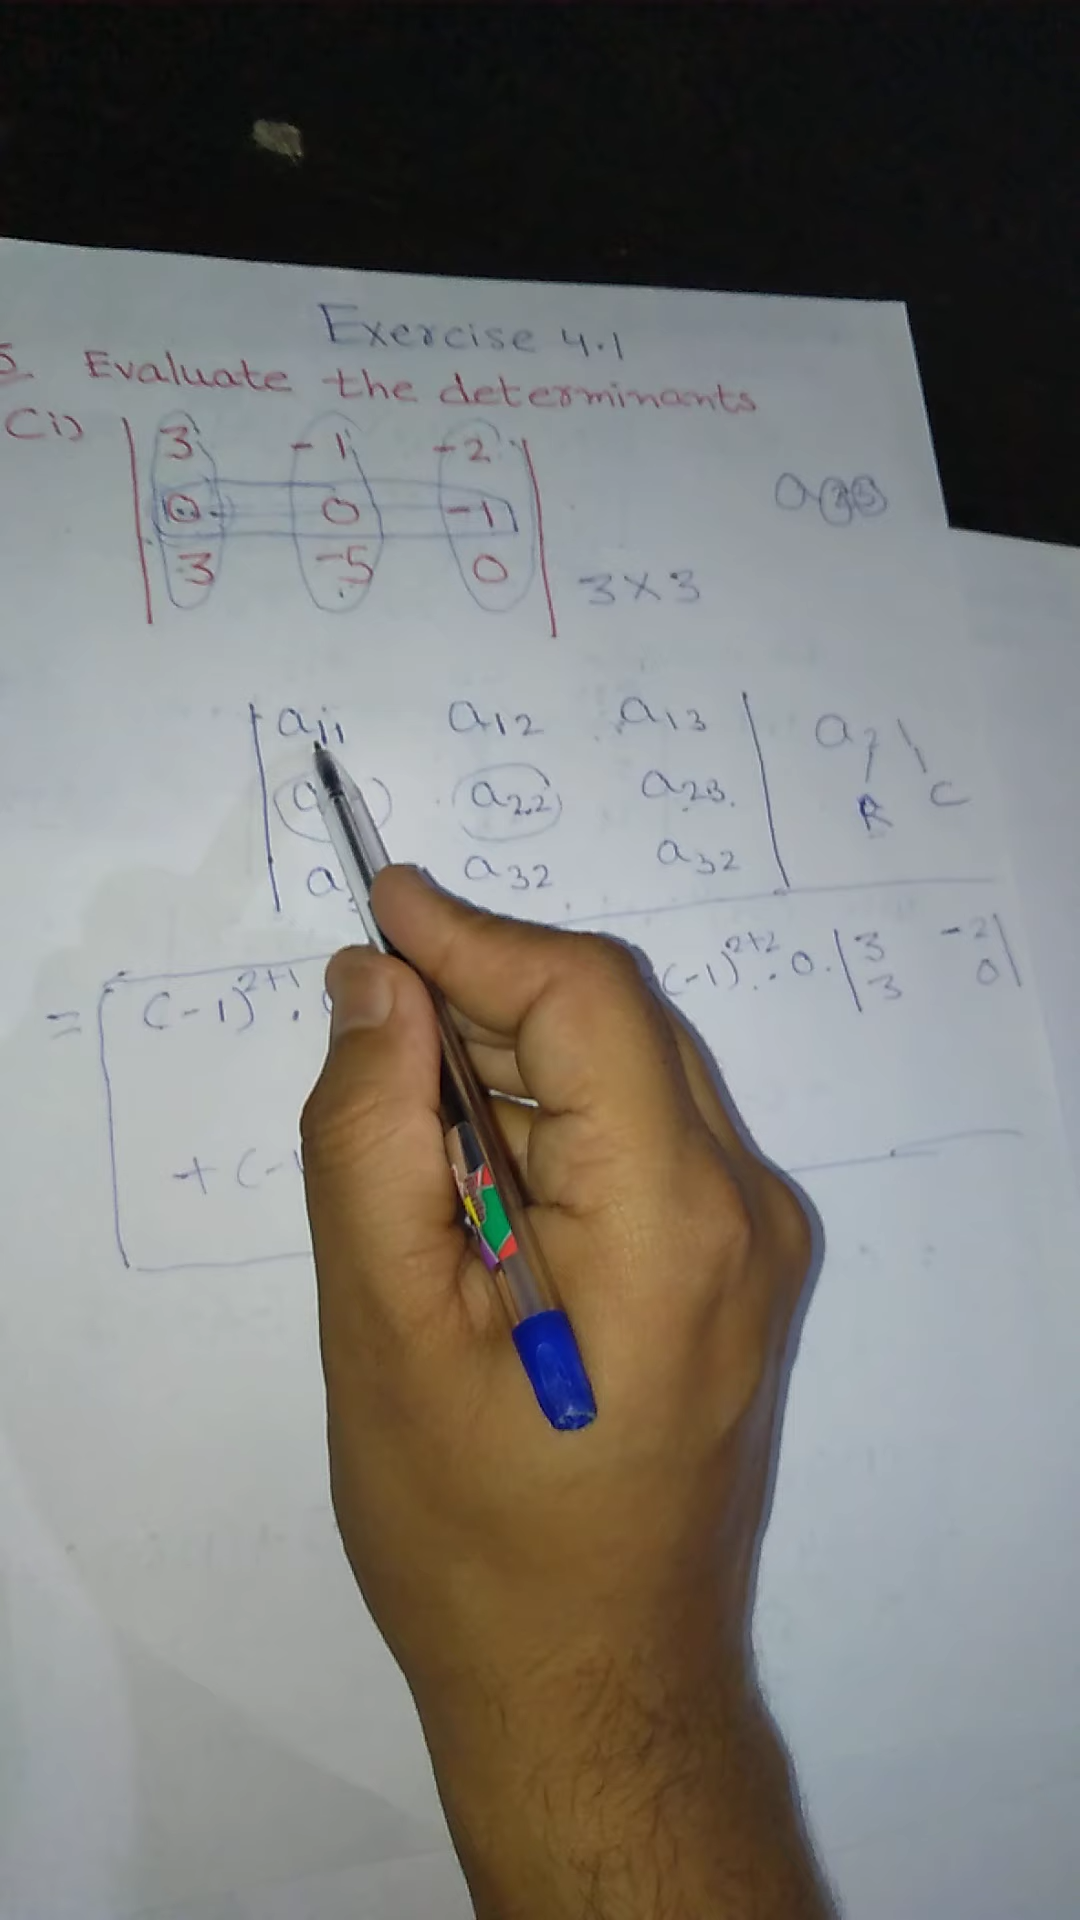 Exercise 4.1
5. Evaluate the determinants
(i) | 3 -1 -2 |
| 0 0 -1 |
| 3 -5 0 | 3×3
| a11 a12 a13 |
a22 a23
a32 a32 |
R C
= (-1)^2+1 . (-1)^2+2 . 0 . | 3 -2 |
| 3 0 |
+ (-1